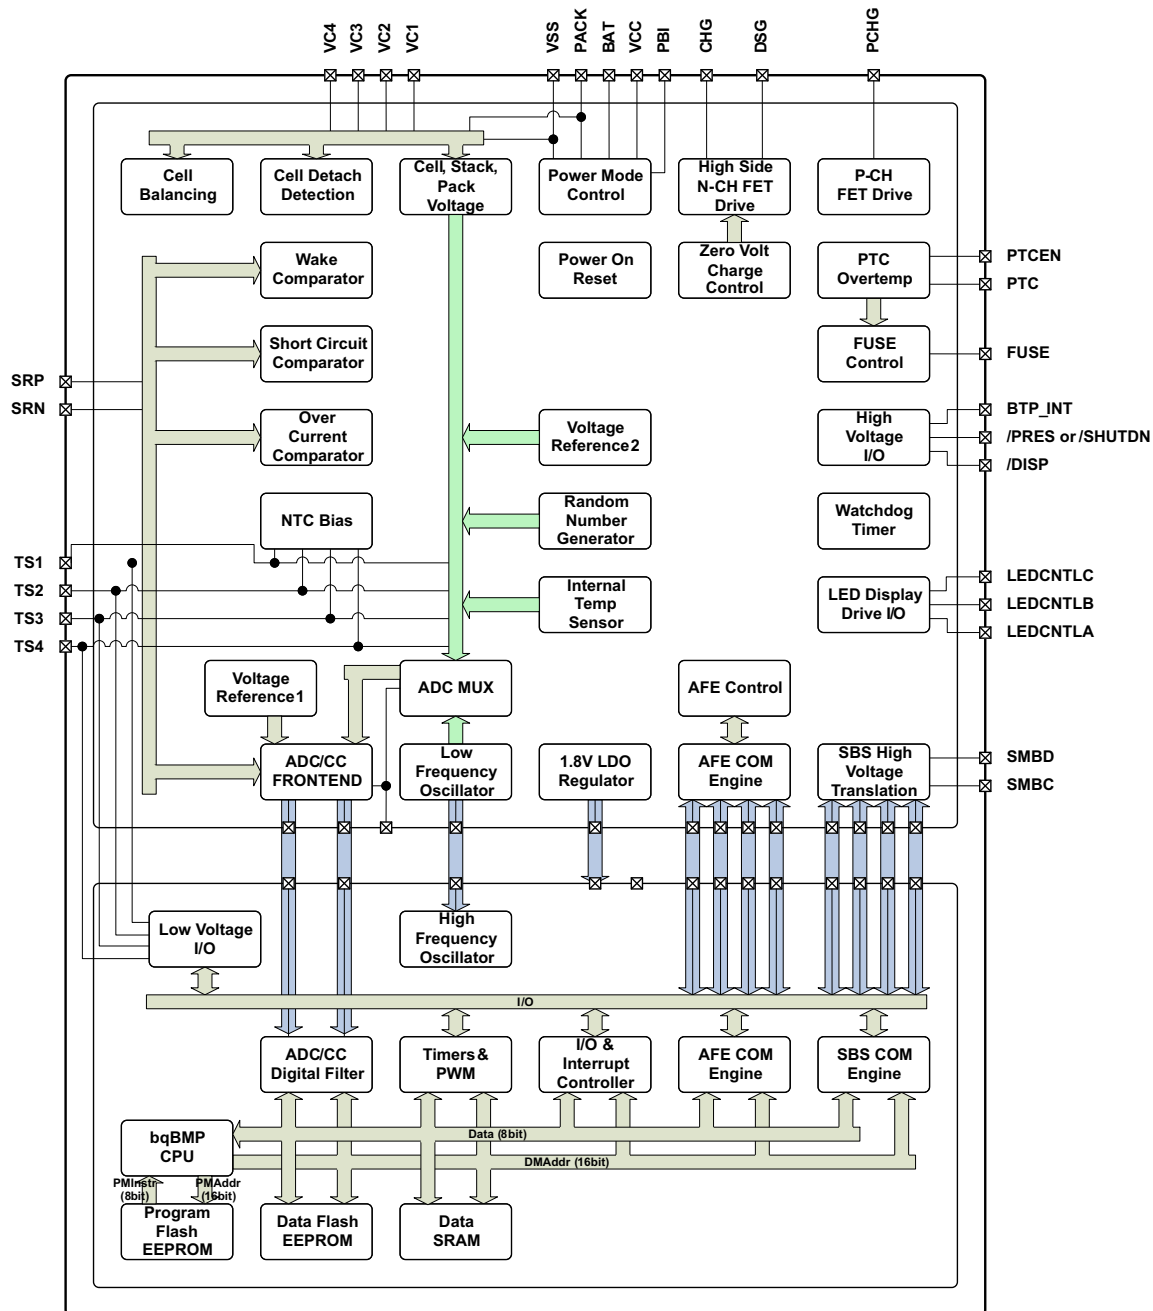 VC4
VC3
VC2
VC1
VSS
PACK
BAT
VCC
PBI
CHG
DSG
PCHG
Cell
Balancing
Cell Detach
Detection
Cell, Stack,
Pack
Voltage
Power Mode
Control
High Side
N-CH FET
Drive
P-CH
FET Drive
Wake
Comparator
Power On
Reset
Zero Volt
Charge
Control
PTC
Overtemp
PTCEN
PTC
Short Circuit
Comparator
FUSE
Control
FUSE
SRP
SRN
Over
Current
Comparator
Voltage
Reference2
High
Voltage
I/O
BTP_INT
/PRES or /SHUTDN
/DISP
NTC Bias
Random
Number
Generator
Watchdog
Timer
TS1
TS2
TS3
TS4
Internal
Temp
Sensor
LED Display
Drive I/O
LEDCNTLC
LEDCNTLB
LEDCNTLA
Voltage
Reference1
ADC MUX
AFE Control
ADC/CC
FRONTEND
Low
Frequency
Oscillator
1.8V LDO
Regulator
AFE COM
Engine
SBS High
Voltage
Translation
SMBD
SMBC
Low Voltage
I/O
High
Frequency
Oscillator
I/O
ADC/CC
Digital Filter
Timers &
PWM
I/O &
Interrupt
Controller
AFE COM
Engine
SBS COM
Engine
bqBMP
CPU
Data (8bit)
DMAddr (16bit)
PMInstr
(8bit)
PMAddr
(16bit)
Program
Flash
EEPROM
Data Flash
EEPROM
Data
SRAM